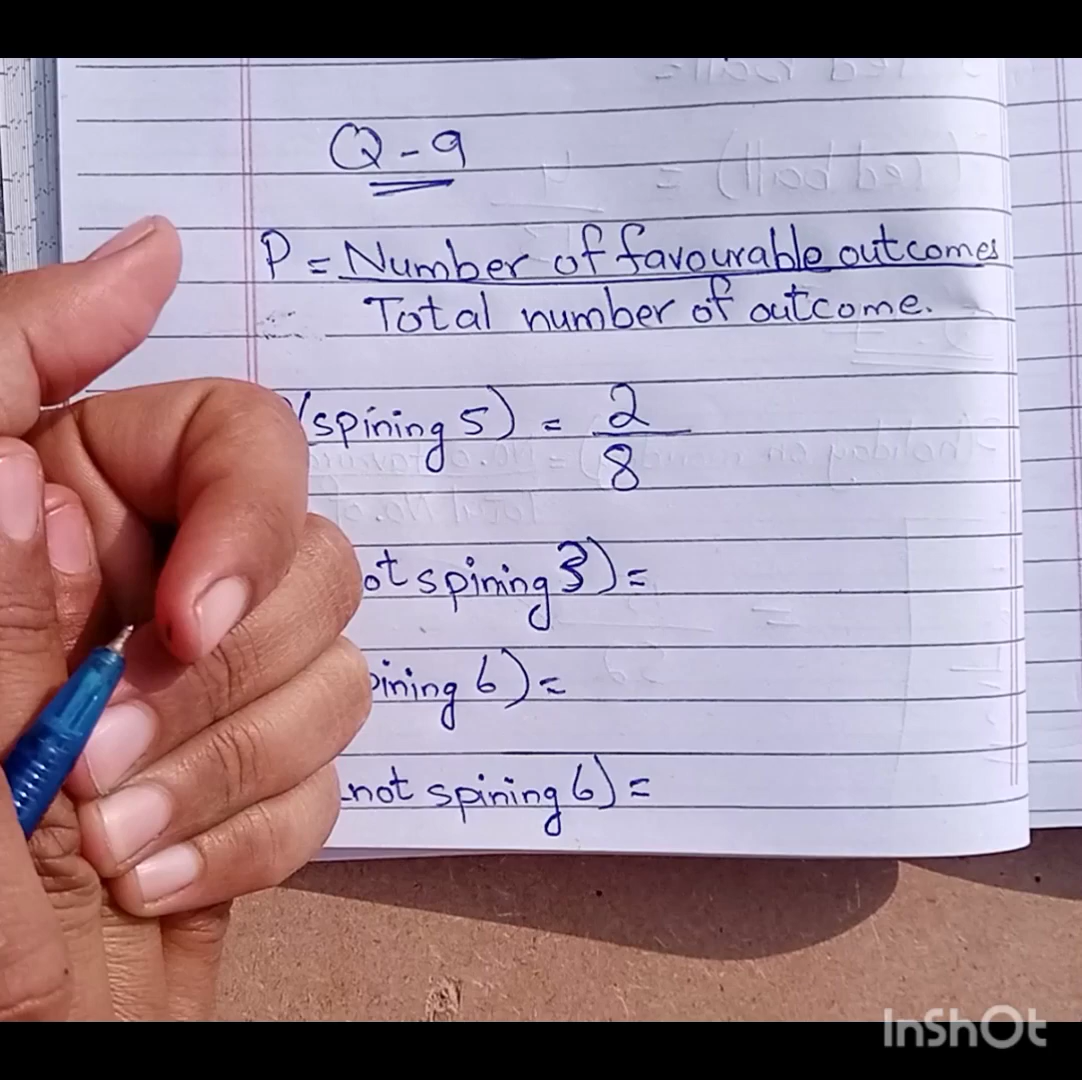 Q-9
P = Number of favourable outcomes
Total number of outcome.
(spining 5) = 2
8
ot spining 3) =
pining 6) =
not spining 6) =
InShOt